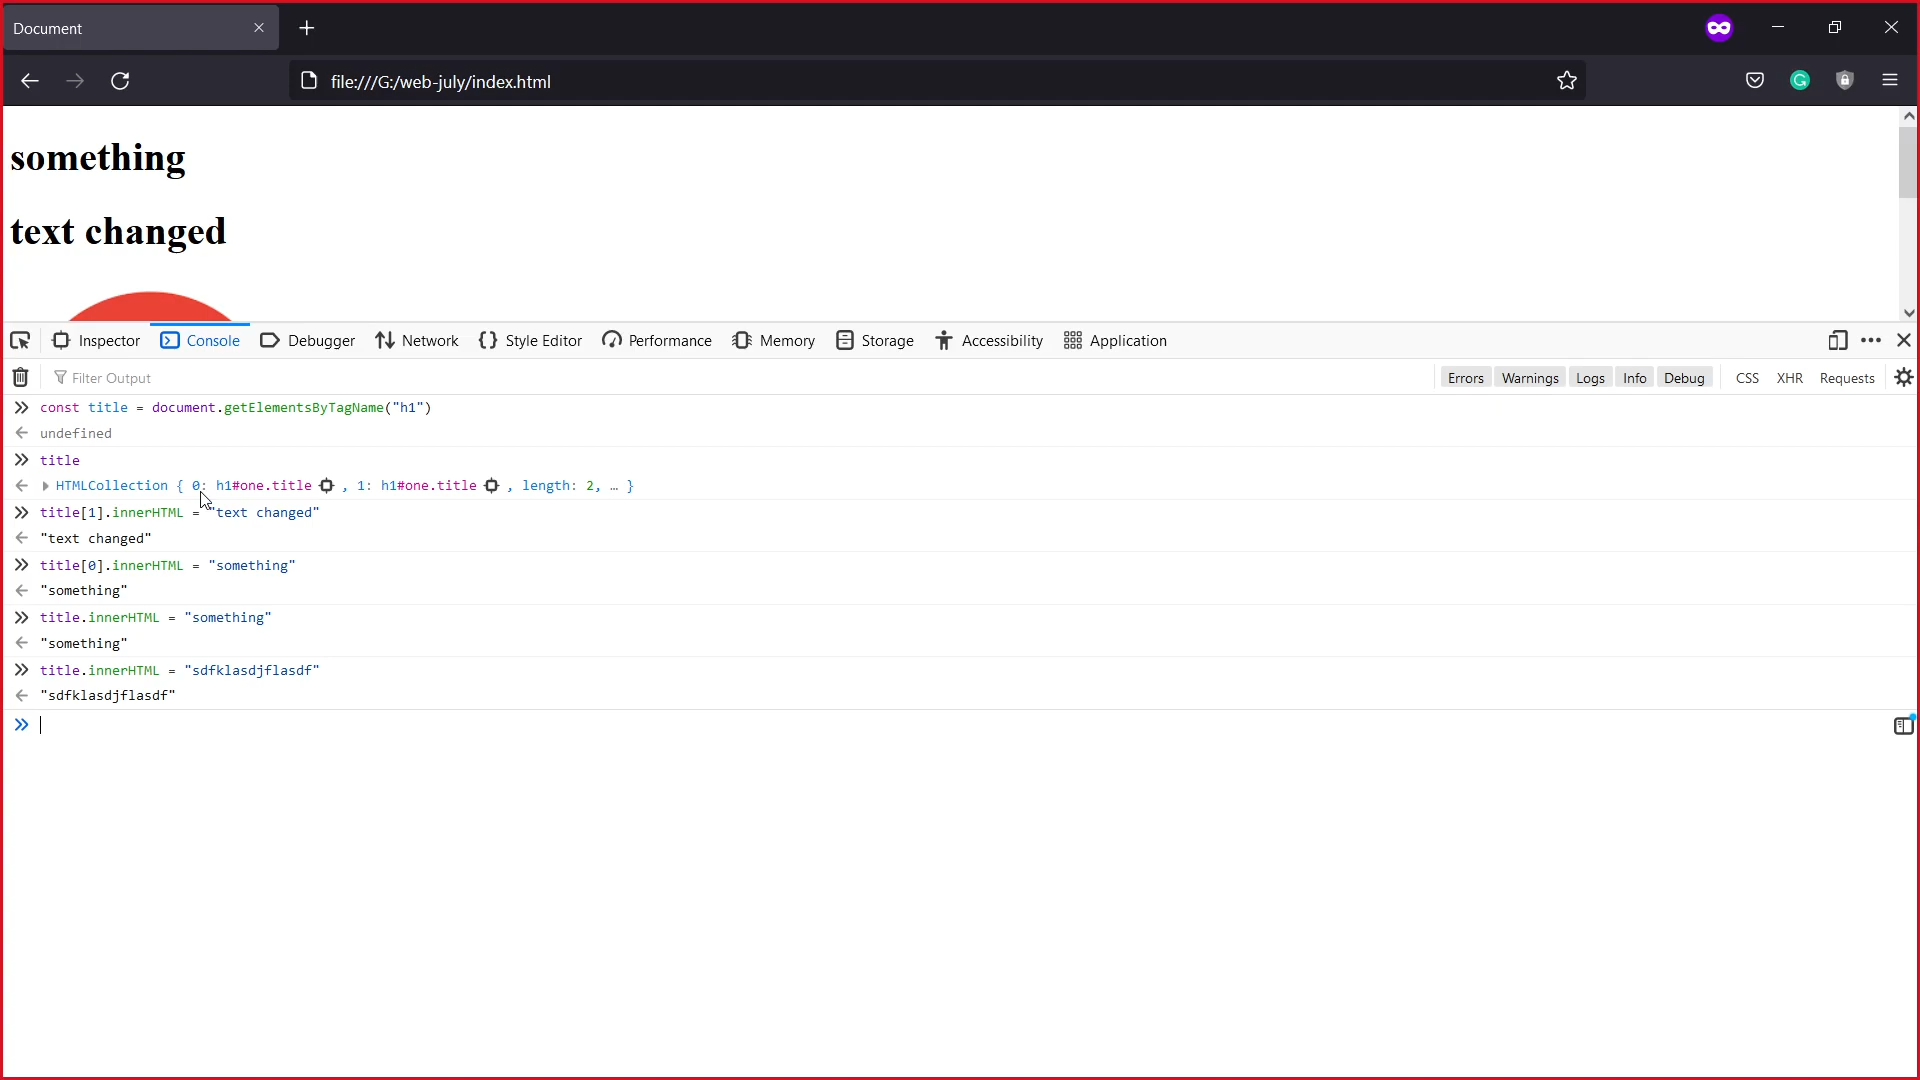 Document
file:///G:/web-july/index.html
something
text changed
Inspector Console Debugger Network Style Editor Performance Memory Storage Accessibility Application
Filter Output Errors Warnings Logs Info Debug CSS XHR Requests
const title = document.getElementsByTagName("h1")
undefined
title
HTMLCollection { 0: h1#one.title , 1: h1#one.title , length: 2, … }
title[1].innerHTML = "text changed"
"text changed"
title[0].innerHTML = "something"
"something"
title.innerHTML = "something"
"something"
title.innerHTML = "sdfklasdjflasdf"
"sdfklasdjflasdf"